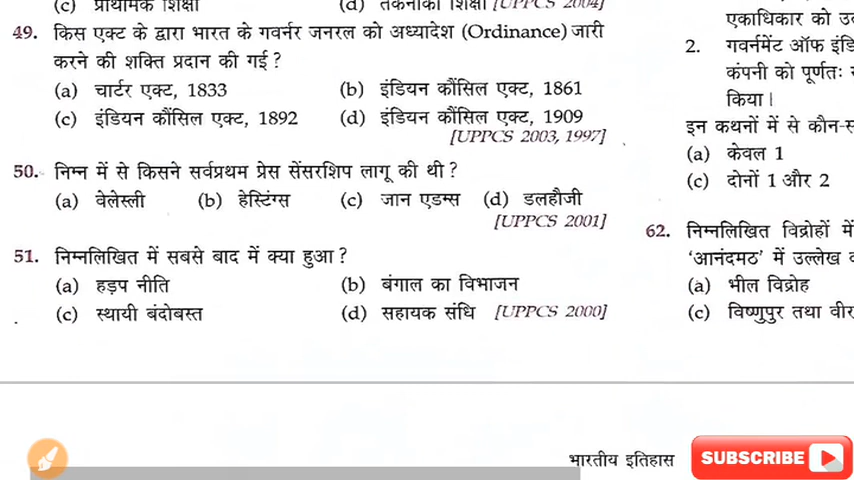 (c) प्राथमिक शिक्षा (d) तकनीकी शिक्षा [UPPCS 2004]
49. किस एक्ट के द्वारा भारत के गवर्नर जनरल को अध्यादेश (Ordinance) जारी
करने की शक्ति प्रदान की गई?
(a) चार्टर एक्ट, 1833 (b) इंडियन कौंसिल एक्ट, 1861
(c) इंडियन कौंसिल एक्ट, 1892 (d) इंडियन कौंसिल एक्ट, 1909
[UPPCS 2003, 1997]
50. निम्न में से किसने सर्वप्रथम प्रेस सेंसरशिप लागू की थी?
(a) वेलेस्ली (b) हेस्टिंग्स (c) जान एडम्स (d) डलहौजी
[UPPCS 2001]
51. निम्नलिखित में सबसे बाद में क्या हुआ?
(a) हड़प नीति (b) बंगाल का विभाजन
(c) स्थायी बंदोबस्त (d) सहायक संधि [UPPCS 2000]
एकाधिकार को
2. गवर्नमेंट ऑफ
कंपनी को पूर्णतः
किया।
इन कथनों में से
(a) केवल 1
(c) दोनों 1 और 2
62. निम्नलिखित विद्रोहों में
'आनंदमठ' में उल्लेख
(a) भील विद्रोह
(c) विष्णुपुर तथा
भारतीय इतिहास
SUBSCRIBE